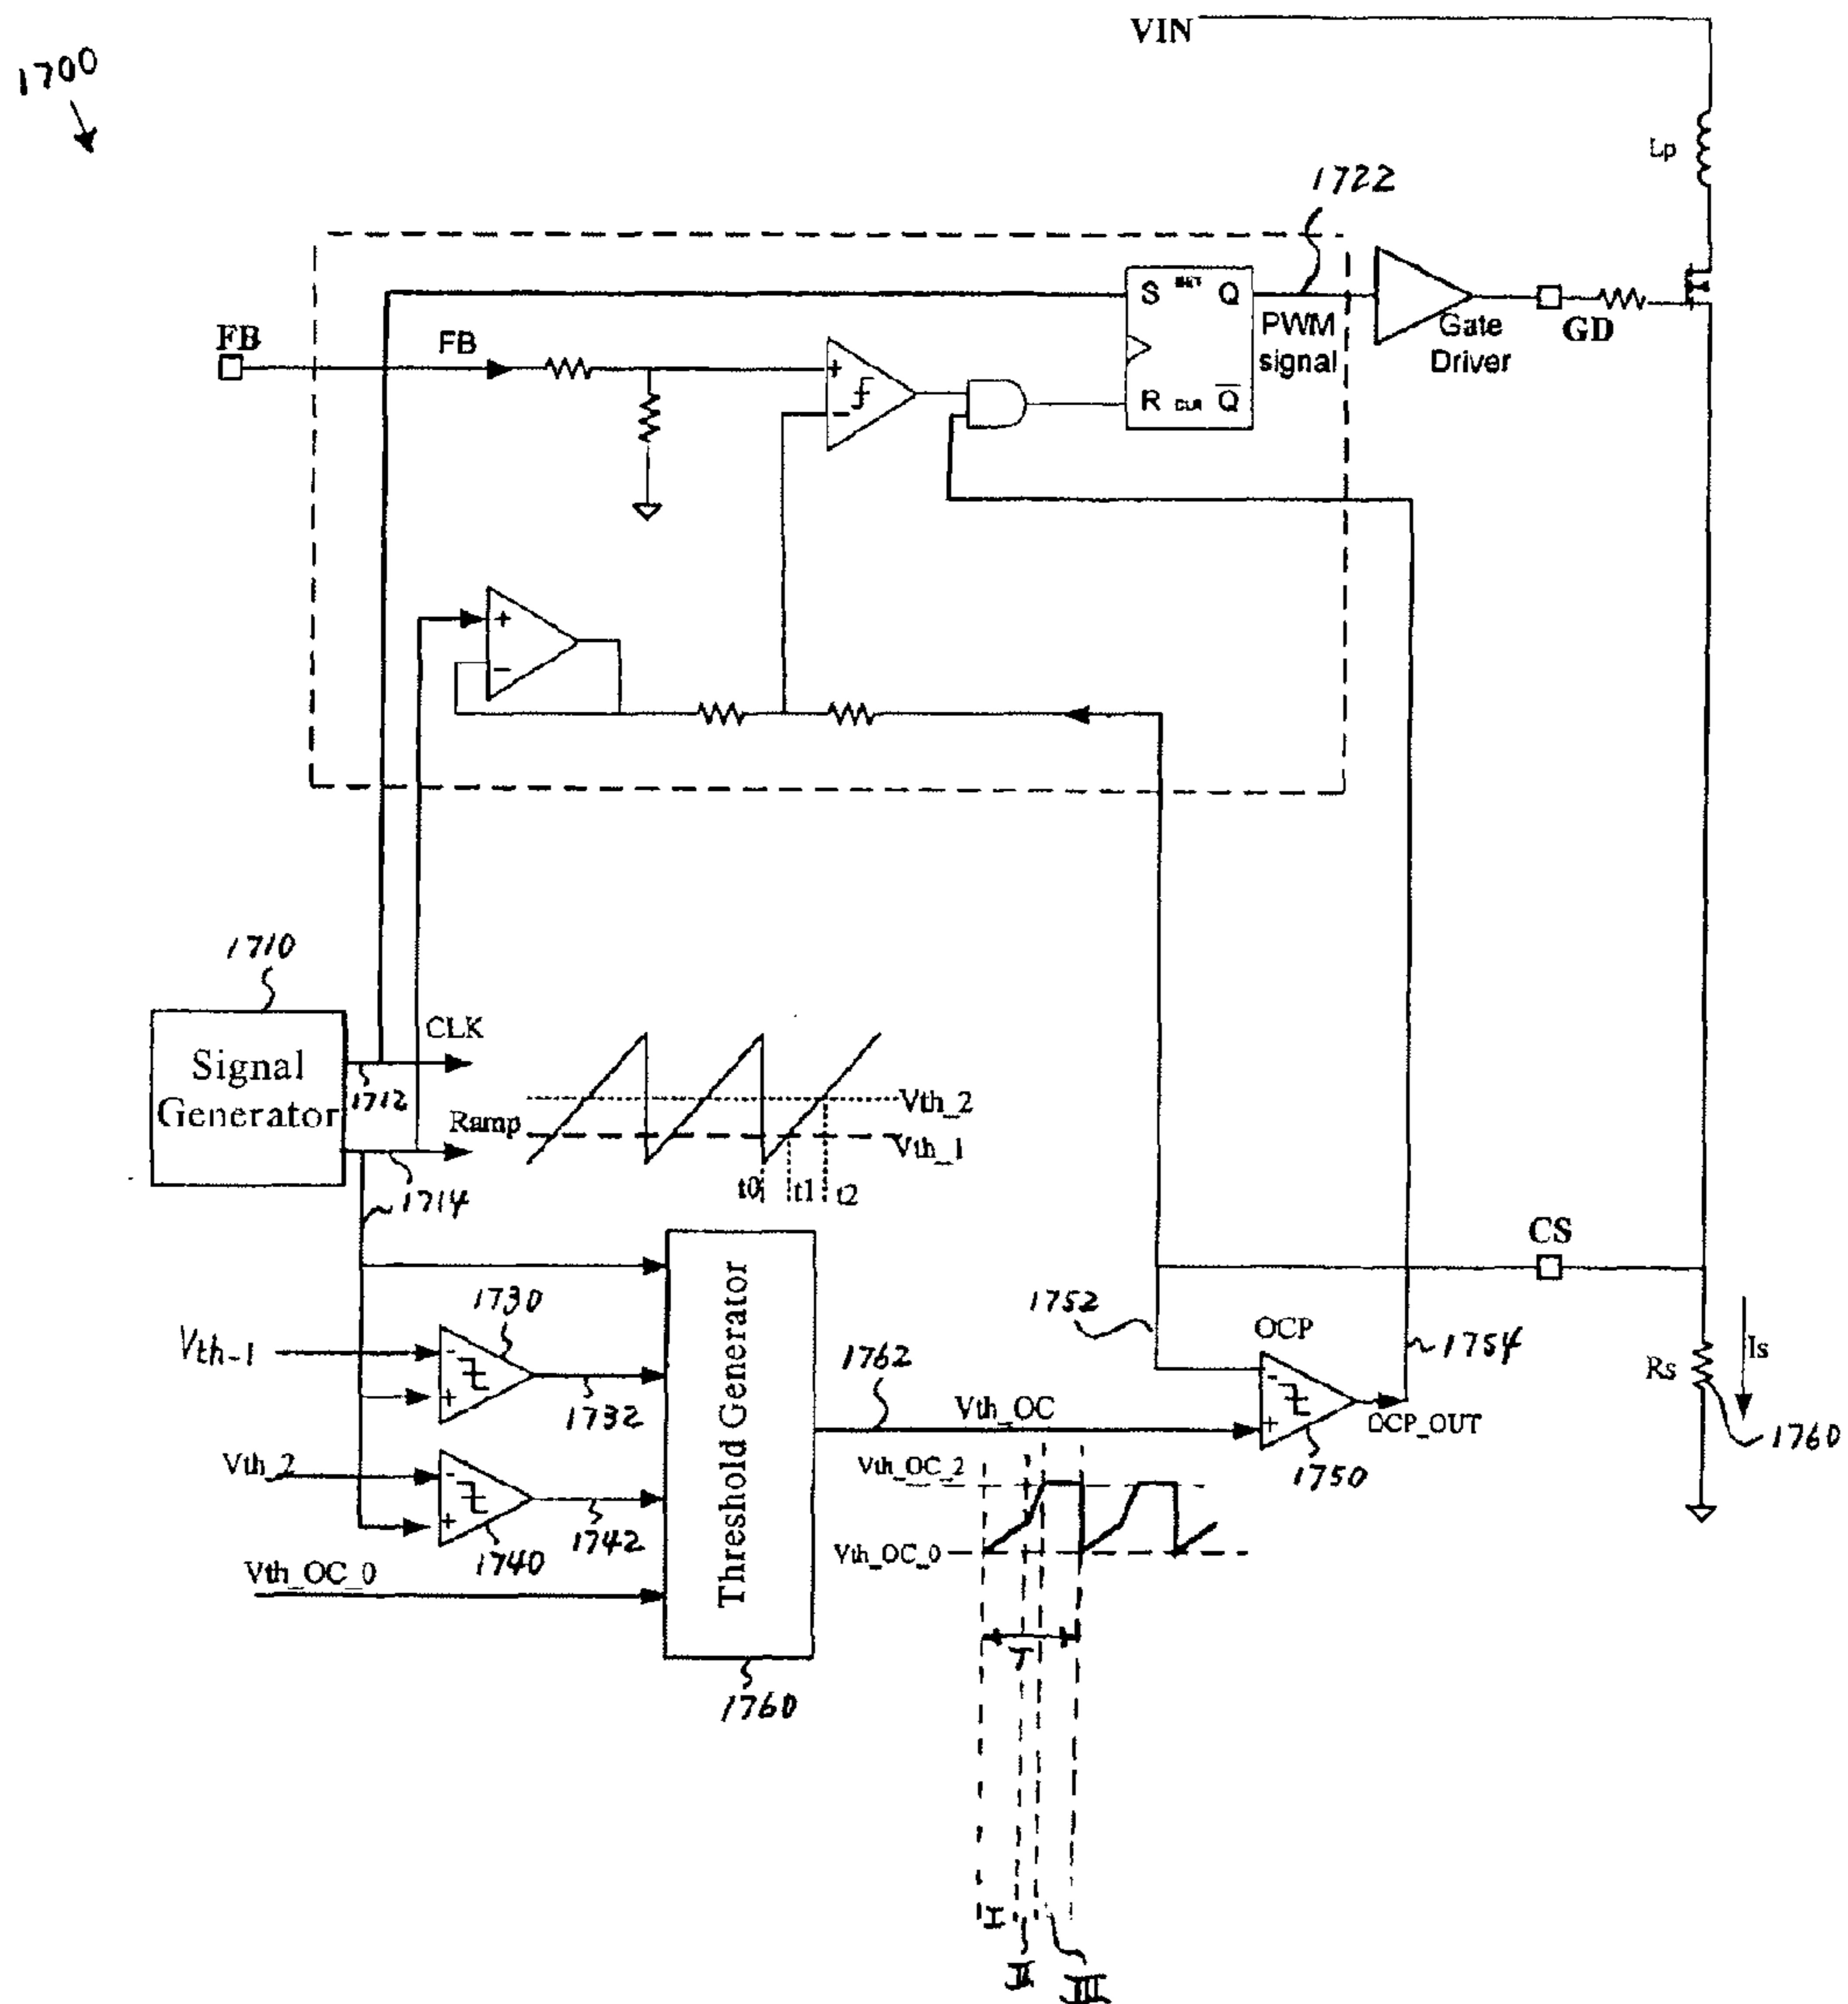 1700
VIN
Lp
1722
S SET Q
PWM signal
R CLR Q
Gate Driver
GD
FB
FB
+
-
+
-
1710
Signal Generator
CLK
1712
Ramp
1714
Vth_2
Vth_1
t0 t1 t2
CS
Threshold Generator
1730
Vth-1
-
+
1732
Vth_2
-
+
1740
1742
Vth_OC_0
1760
1762
Vth_OC
1752
OCP
-
+
OCP_OUT
1750
1754
Rs
Is
1760
Vth_OC_2
Vth_OC_0
T
I
II
III